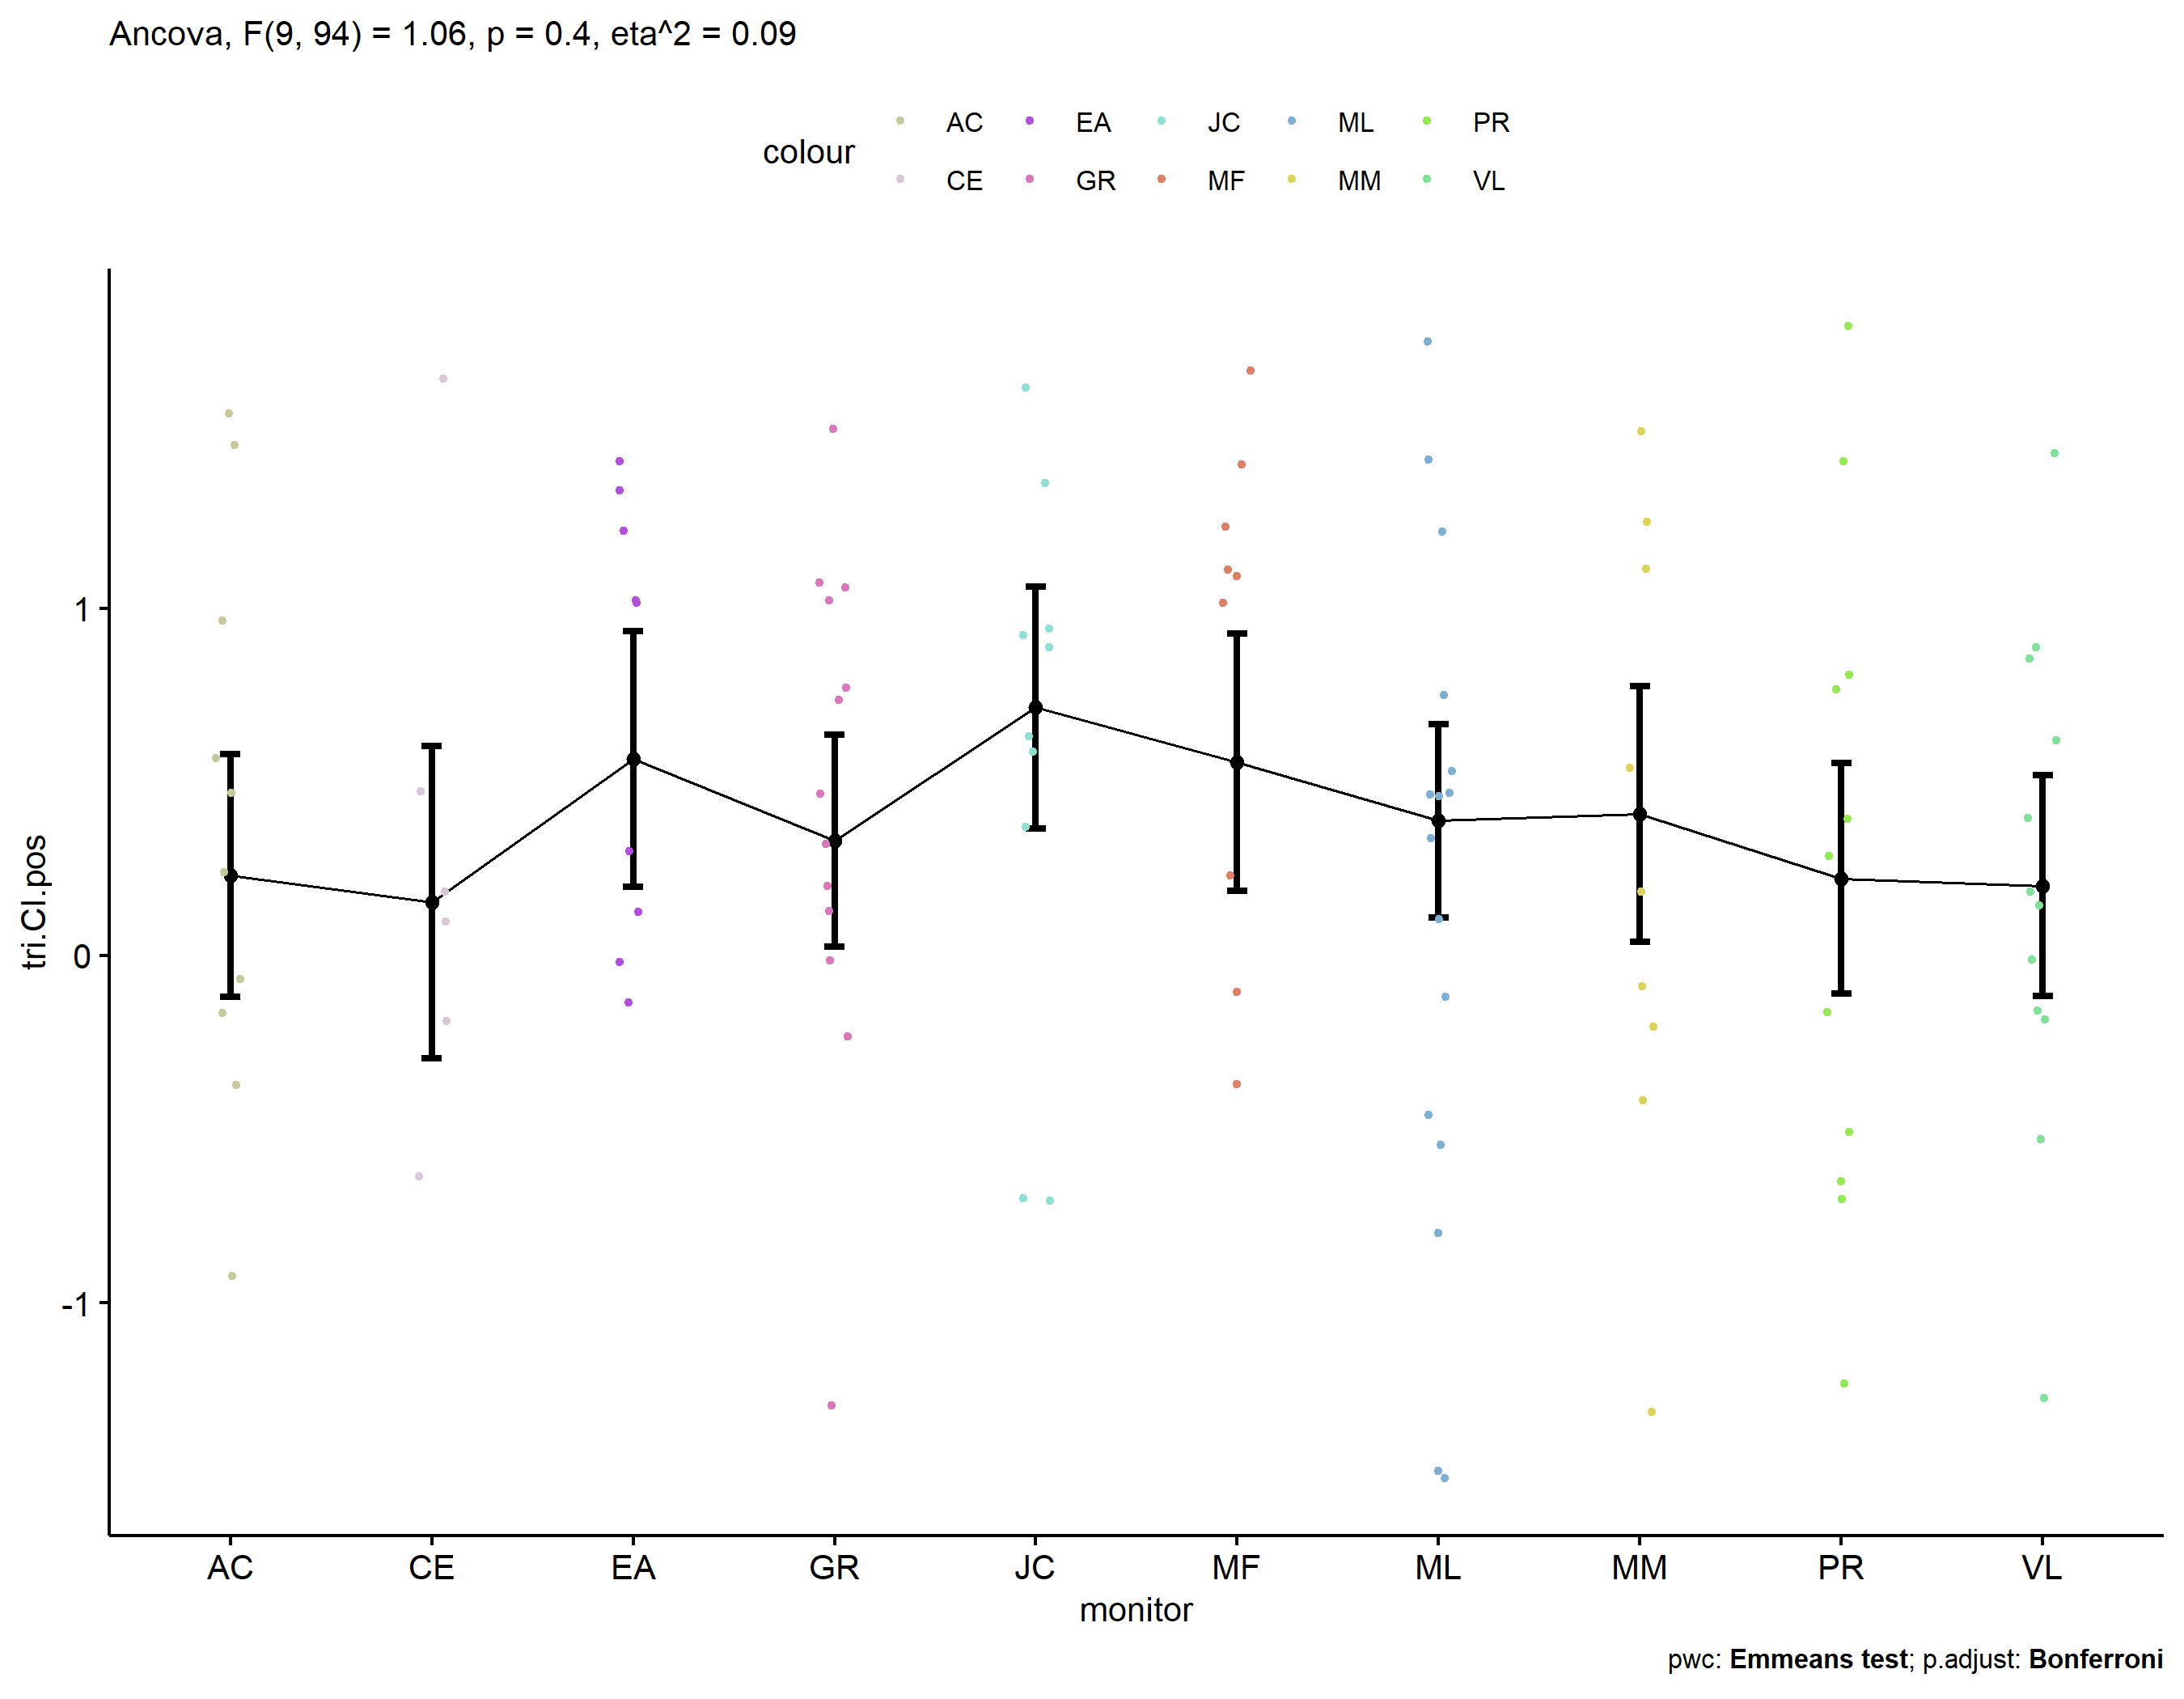 Ancova, F(9, 94) = 1.06, p = 0.4, eta^2 = 0.09
colour
AC EA JC ML PR
CE GR MF MM VL
tri.CI.pos
1
0
-1
AC CE EA GR JC MF ML MM PR VL
monitor
pwc: Emmeans test; p.adjust: Bonferroni